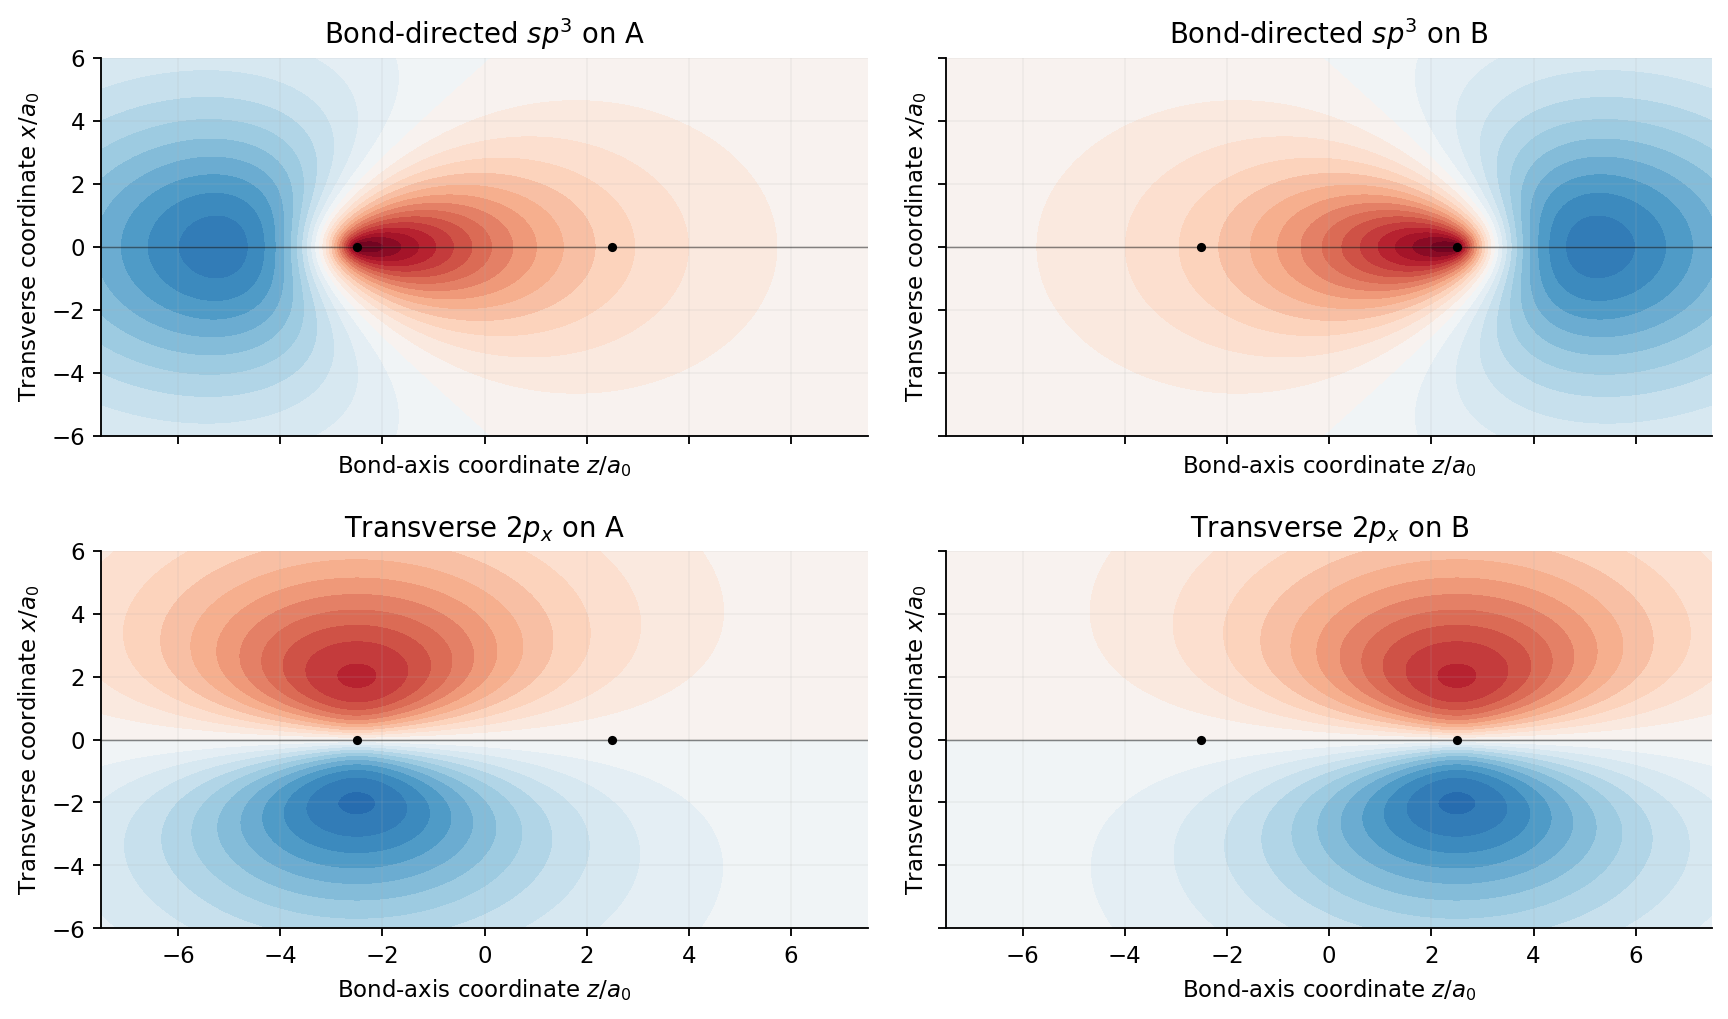 Bond-directed sp³ on A
Transverse coordinate x/a₀
6
4
2
0
−2
−4
−6
Bond-axis coordinate z/a₀
Bond-directed sp³ on B
Transverse coordinate x/a₀
Bond-axis coordinate z/a₀
Transverse 2pₓ on A
Transverse coordinate x/a₀
6
4
2
0
−2
−4
−6
−6 −4 −2 0 2 4 6
Bond-axis coordinate z/a₀
Transverse 2pₓ on B
Transverse coordinate x/a₀
−6 −4 −2 0 2 4 6
Bond-axis coordinate z/a₀